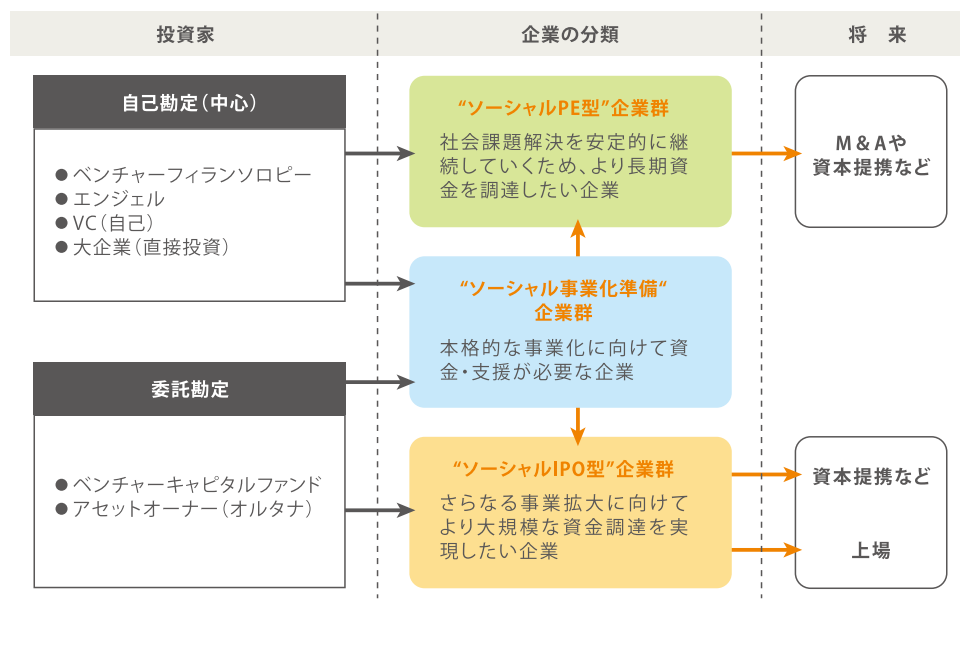 投資家
企業の分類
将 来
自己勘定(中心)
●ベンチャーフィランソロピー
●エンジェル
●VC(自己)
●大企業(直接投資)
委託勘定
●ベンチャーキャピタルファンド
●アセットオーナー(オルタナ)
“ソーシャルPE型”企業群
社会課題解決を安定的に継
続していくため、より長期資
金を調達したい企業
“ソーシャル事業化準備“
企業群
本格的な事業化に向けて資
金・支援が必要な企業
“ソーシャルIPO型”企業群
さらなる事業拡大に向けて
より大規模な資金調達を実
現したい企業
M&Aや
資本提携など
資本提携など
上場